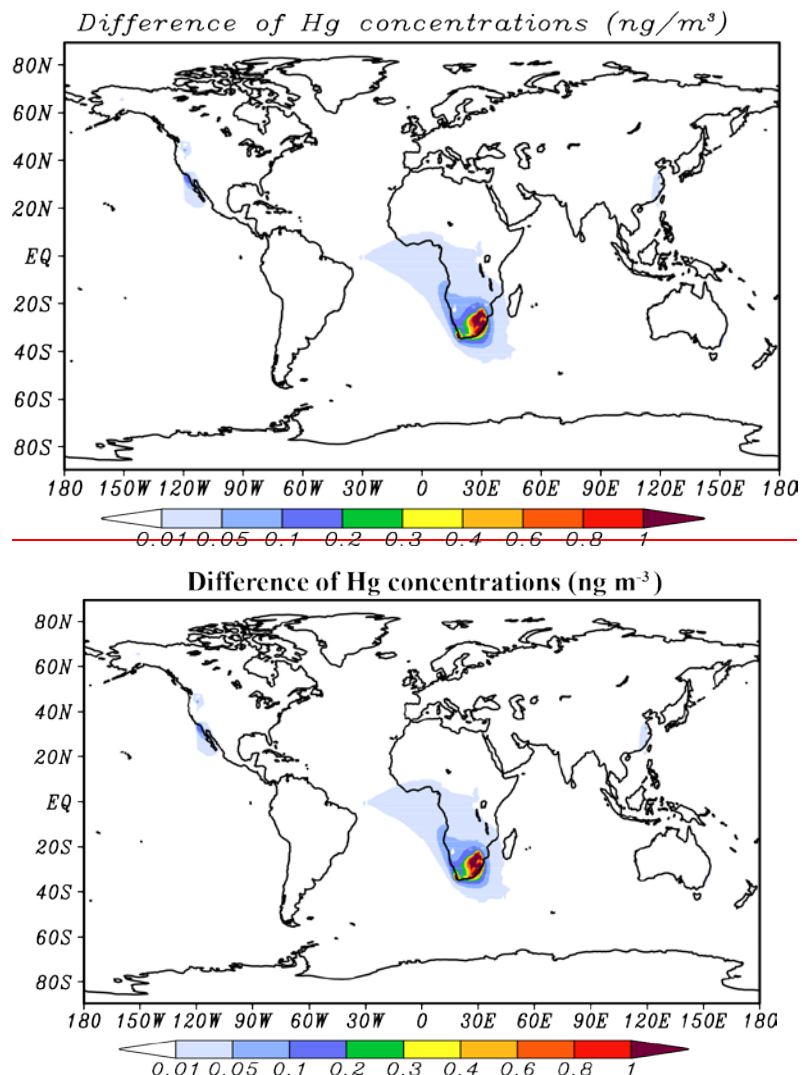 Difference of Hg concentrations (ng/m³)
80N
60N
40N
20N
EQ
20S
40S
60S
80S
180 150W 120W 90W 60W 30W 0 30E 60E 90E 120E 150E 180
0.01 0.05 0.1 0.2 0.3 0.4 0.6 0.8 1
Difference of Hg concentrations (ng m⁻³)
80N
60N
40N
20N
EQ
20S
40S
60S
80S
180 150W 120W 90W 60W 30W 0 30E 60E 90E 120E 150E 180
0.01 0.05 0.1 0.2 0.3 0.4 0.6 0.8 1